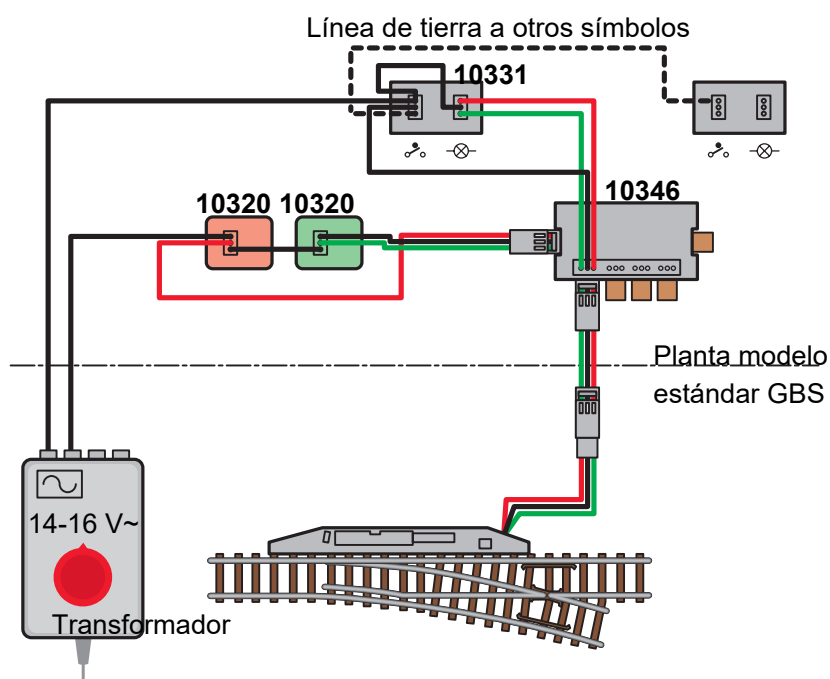 Línea de tierra a otros símbolos
10331
10320 10320
10346
Planta modelo
estándar GBS
14-16 V~
Transformador